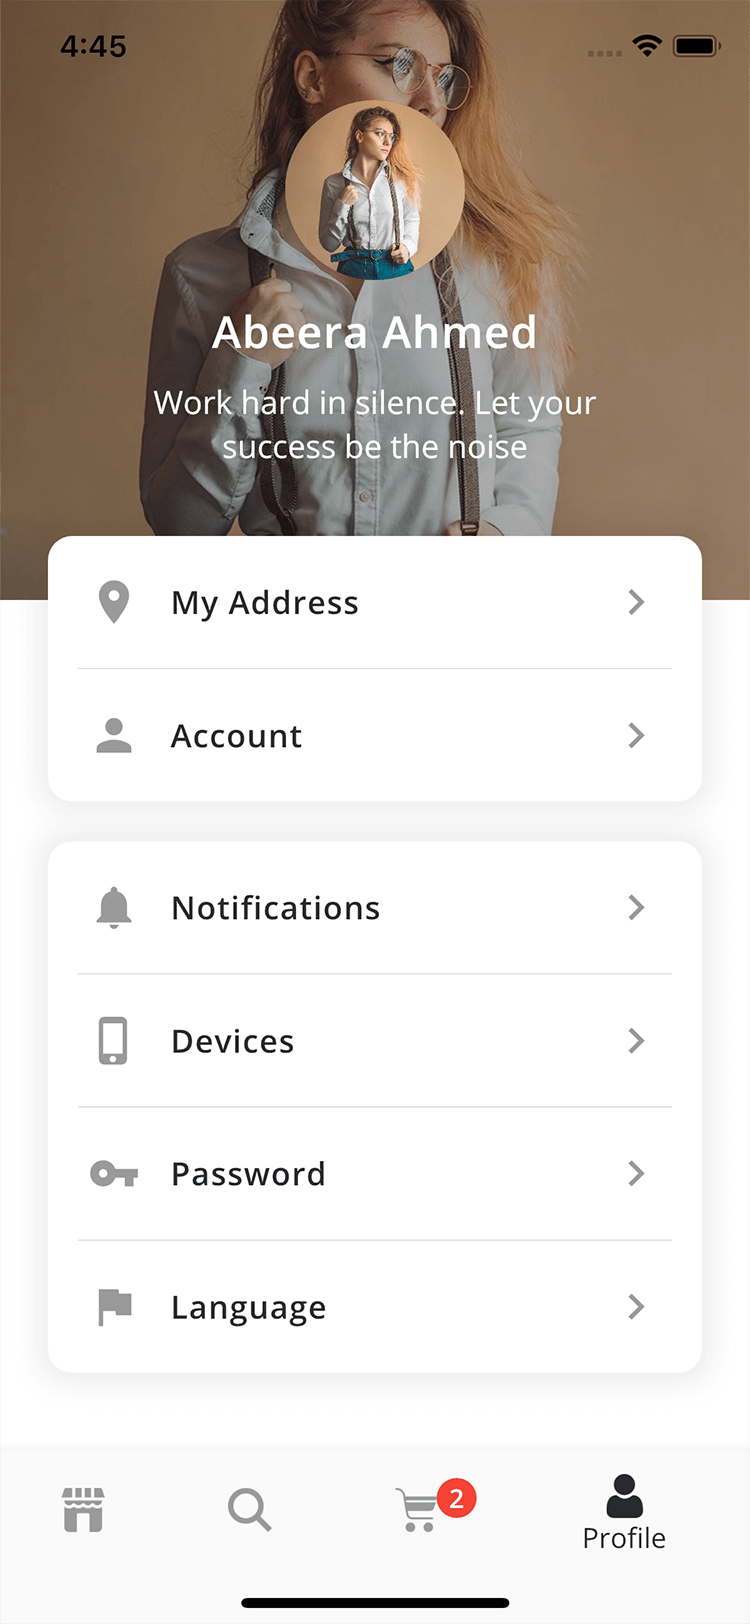 4:45
Abeera Ahmed
Work hard in silence. Let your
success be the noise
My Address
Account
Notifications
Devices
Password
Language
2
Profile